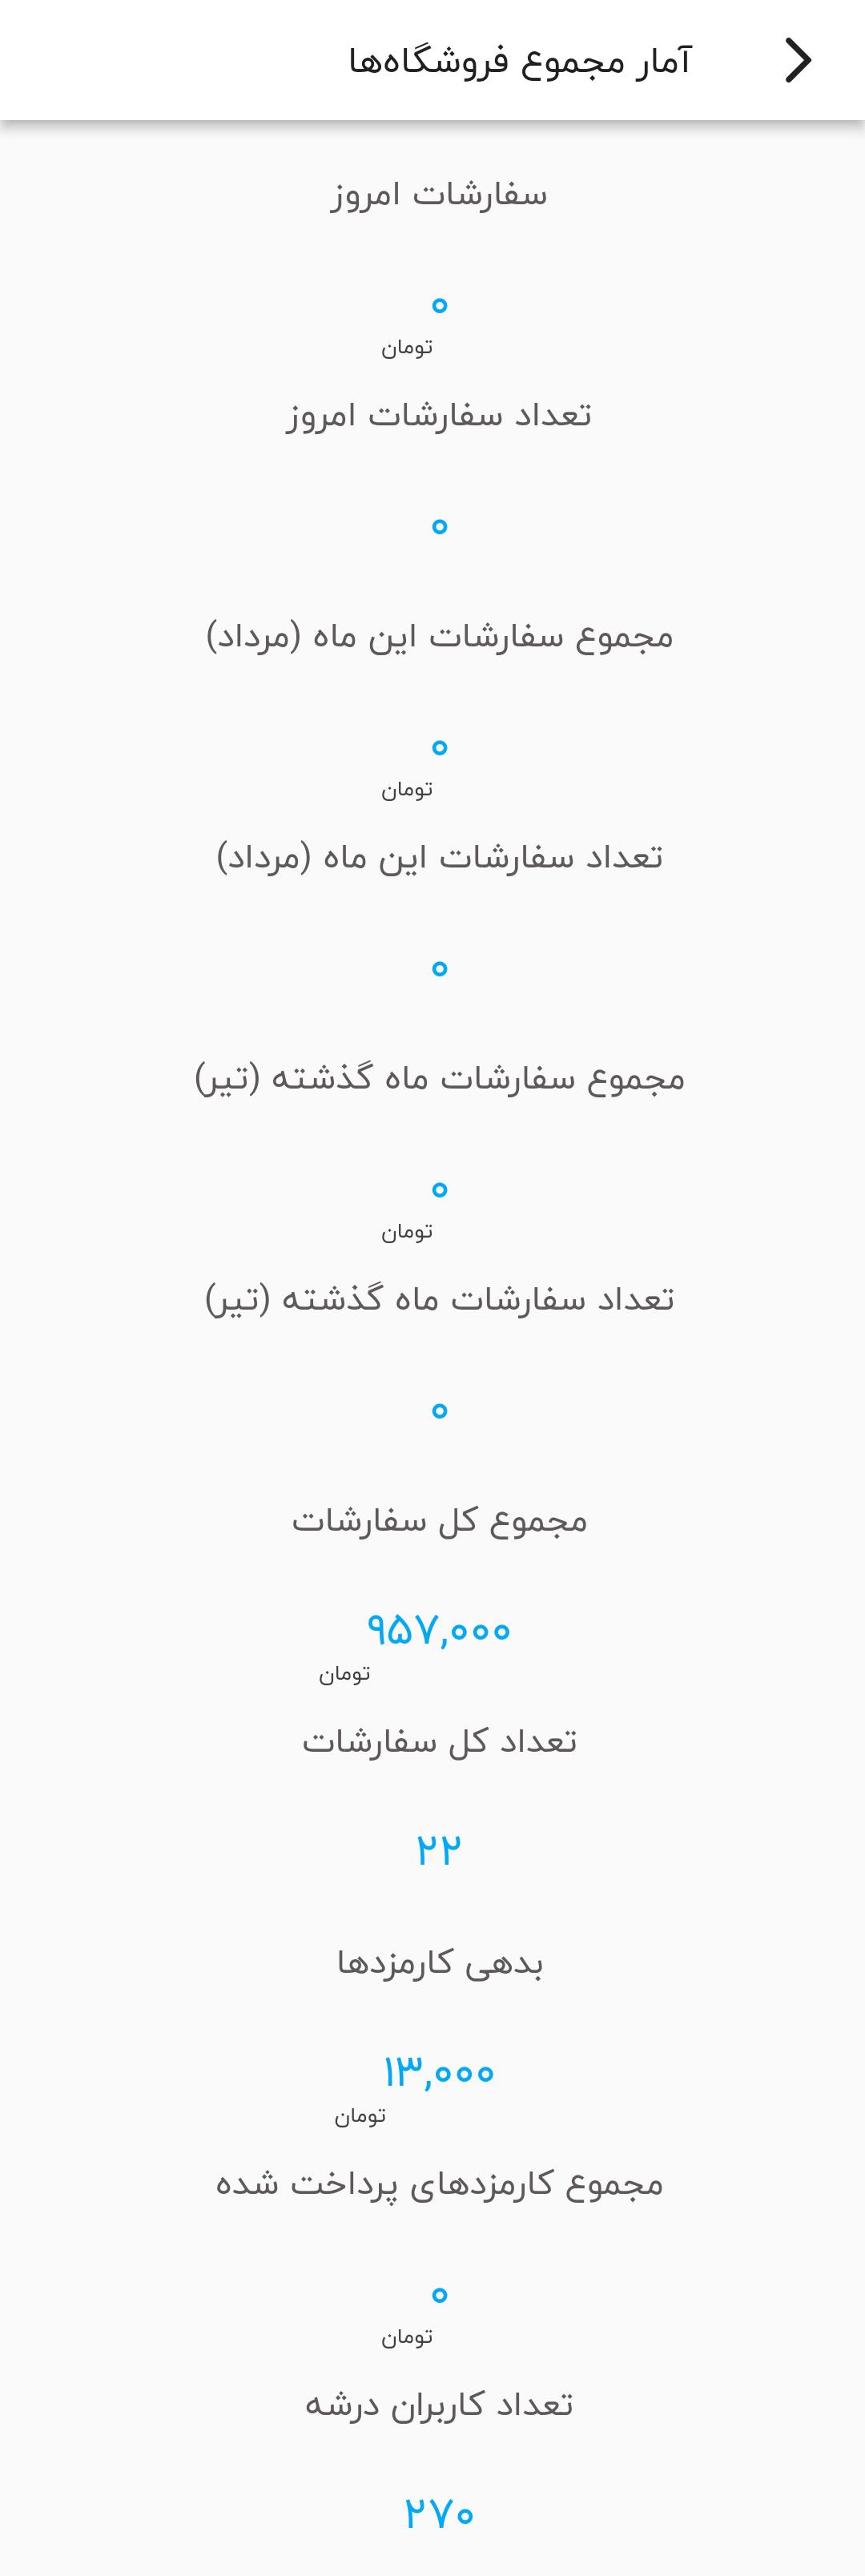 آمار مجموع فروشگاه‌ها
سفارشات امروز
۰
تومان
تعداد سفارشات امروز
۰
مجموع سفارشات این ماه (مرداد)
۰
تومان
تعداد سفارشات این ماه (مرداد)
۰
مجموع سفارشات ماه گذشته (تیر)
۰
تومان
تعداد سفارشات ماه گذشته (تیر)
۰
مجموع کل سفارشات
۹۵۷,۰۰۰
تومان
تعداد کل سفارشات
۲۲
بدهی کارمزدها
۱۳,۰۰۰
تومان
مجموع کارمزدهای پرداخت شده
۰
تومان
تعداد کاربران درشه
۲۷۰